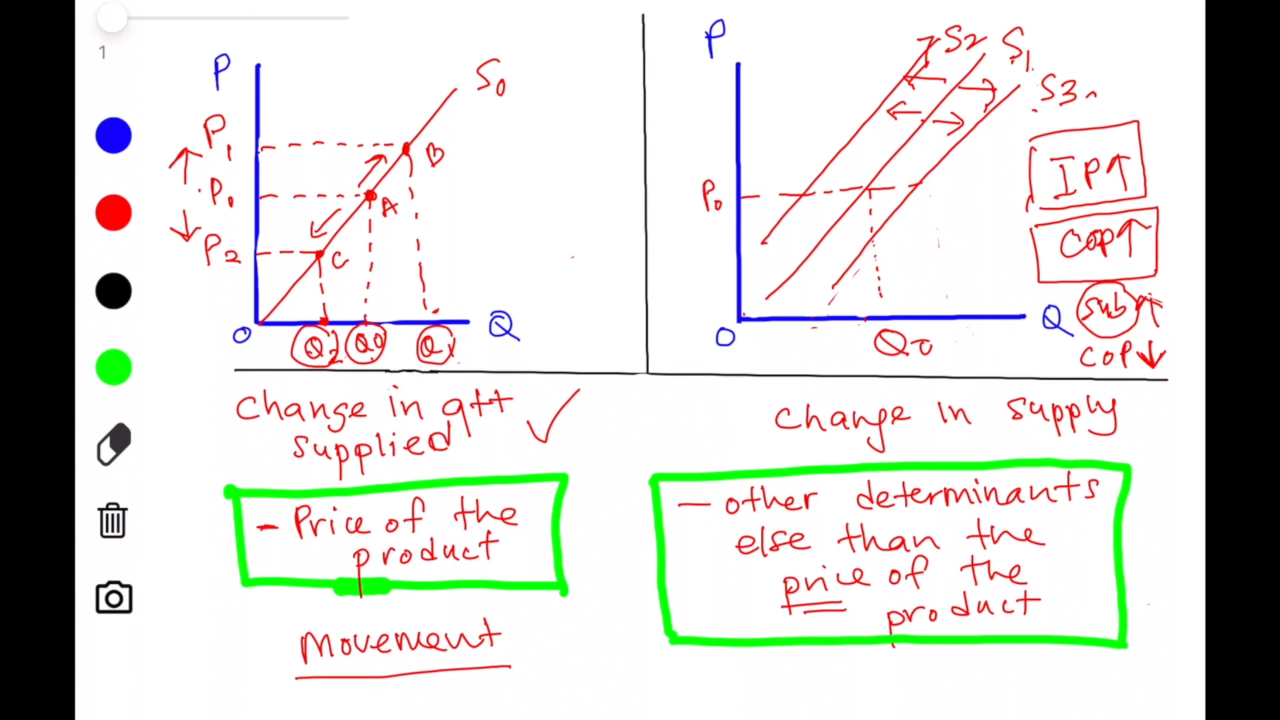 1
P
S0
P1
B
P0
A
P2
C
O
Q2
Q0
Q1
Q
P
S2
S1
S3
P0
IP↑
COP↑
Sub↑
COP↓
O
Q0
Q
Change in qtt
supplied
✓
- Price of the
product
Movement
Change in supply
- other determinants
else than the
price of the
product